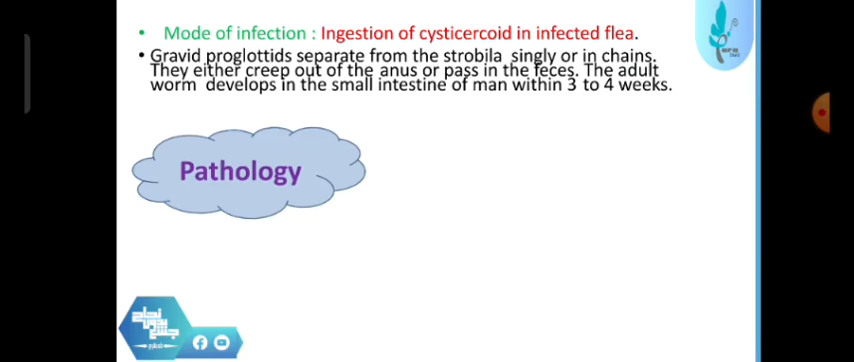 • Mode of infection : Ingestion of cysticercoid in infected flea.
• Gravid proglottids separate from the strobila singly or in chains.
They either creep out of the anus or pass in the feces. The adult
worm develops in the small intestine of man within 3 to 4 weeks.
Pathology